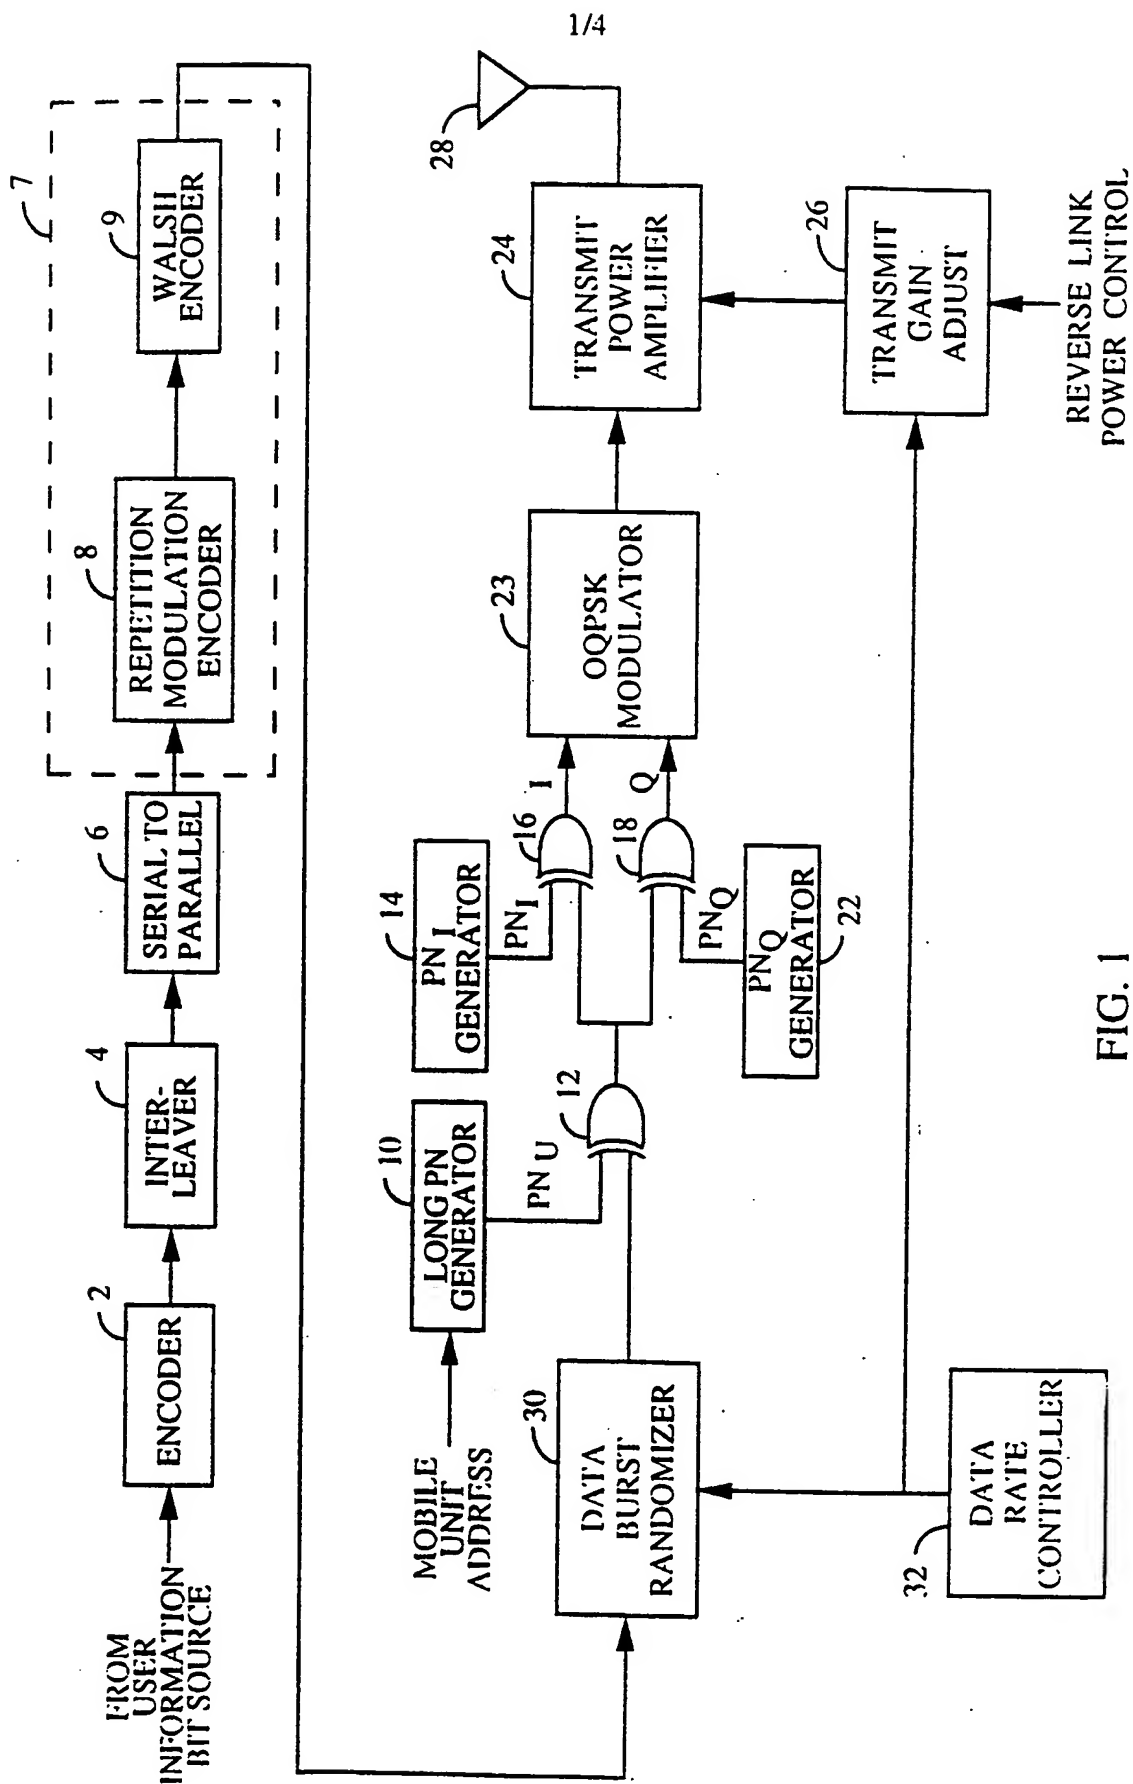 1/4
FROM
USER
INFORMATION
BIT SOURCE
2
ENCODER
4
INTER-
LEAVER
6
SERIAL TO
PARALLEL
7
8
REPETITION
MODULATION
ENCODER
9
WALSH
ENCODER
MOBILE
UNIT
ADDRESS
10
LONG PN
GENERATOR
PN U
12
14
PN I
GENERATOR
PN I
16
I
18
Q
PN Q
PN Q
GENERATOR
22
23
OQPSK
MODULATOR
24
TRANSMIT
POWER
AMPLIFIER
28
30
DATA
BURST
RANDOMIZER
32
DATA
RATE
CONTROLLER
26
TRANSMIT
GAIN
ADJUST
REVERSE LINK
POWER CONTROL
FIG. 1